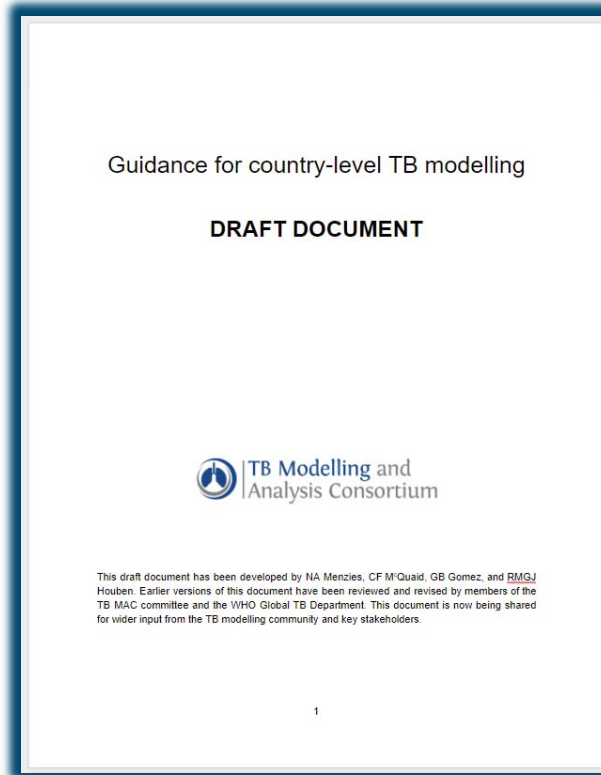 Guidance for country-level TB modelling
DRAFT DOCUMENT
TB Modelling and
Analysis Consortium
This draft document has been developed by NA Menzies, CF McQuaid, GB Gomez, and RMGJ
Houben. Earlier versions of this document have been reviewed and revised by members of the
TB MAC committee and the WHO Global TB Department. This document is now being shared
for wider input from the TB modelling community and key stakeholders.
1